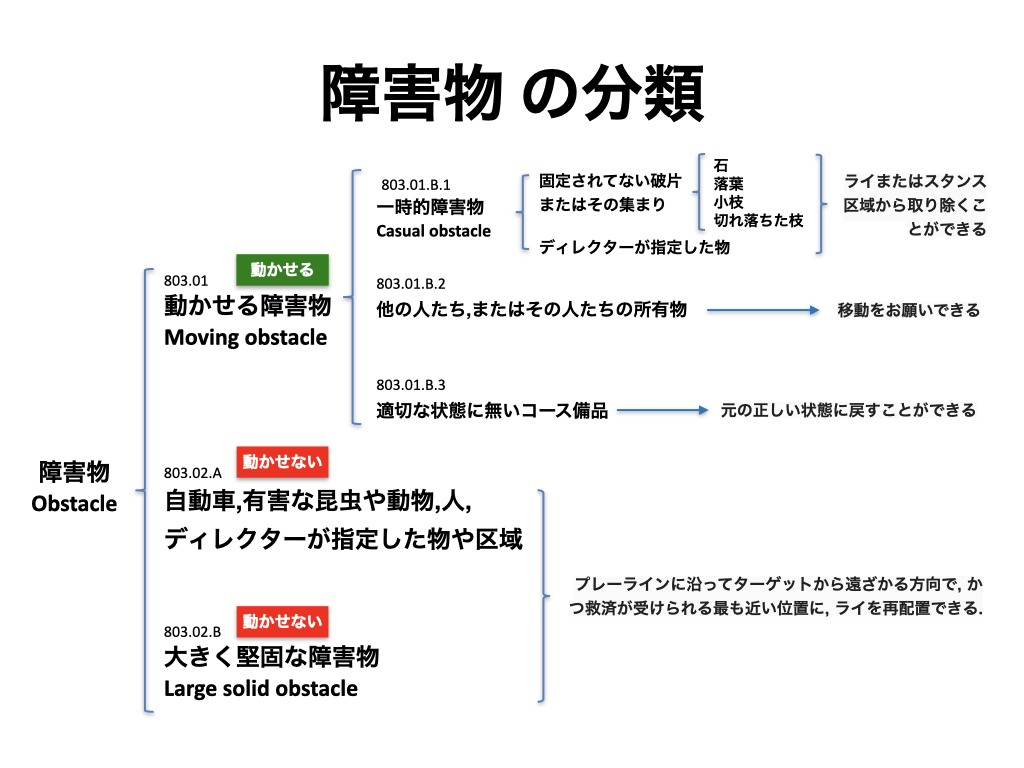 障害物 の分類
803.01.B.1
一時的障害物
Casual obstacle
固定されてない破片
またはその集まり
ディレクターが指定した物
石
落葉
小枝
切れ落ちた枝
ライまたはスタンス
区域から取り除くこ
とができる
803.01
動かせる
動かせる障害物
Moving obstacle
803.01.B.2
他の人たち,またはその人たちの所有物
移動をお願いできる
803.01.B.3
適切な状態に無いコース備品
元の正しい状態に戻すことができる
障害物
Obstacle
803.02.A
動かせない
自動車,有害な昆虫や動物,人,
ディレクターが指定した物や区域
プレーラインに沿ってターゲットから遠ざかる方向で, か
つ救済が受けられる最も近い位置に, ライを再配置できる.
803.02.B
動かせない
大きく堅固な障害物
Large solid obstacle